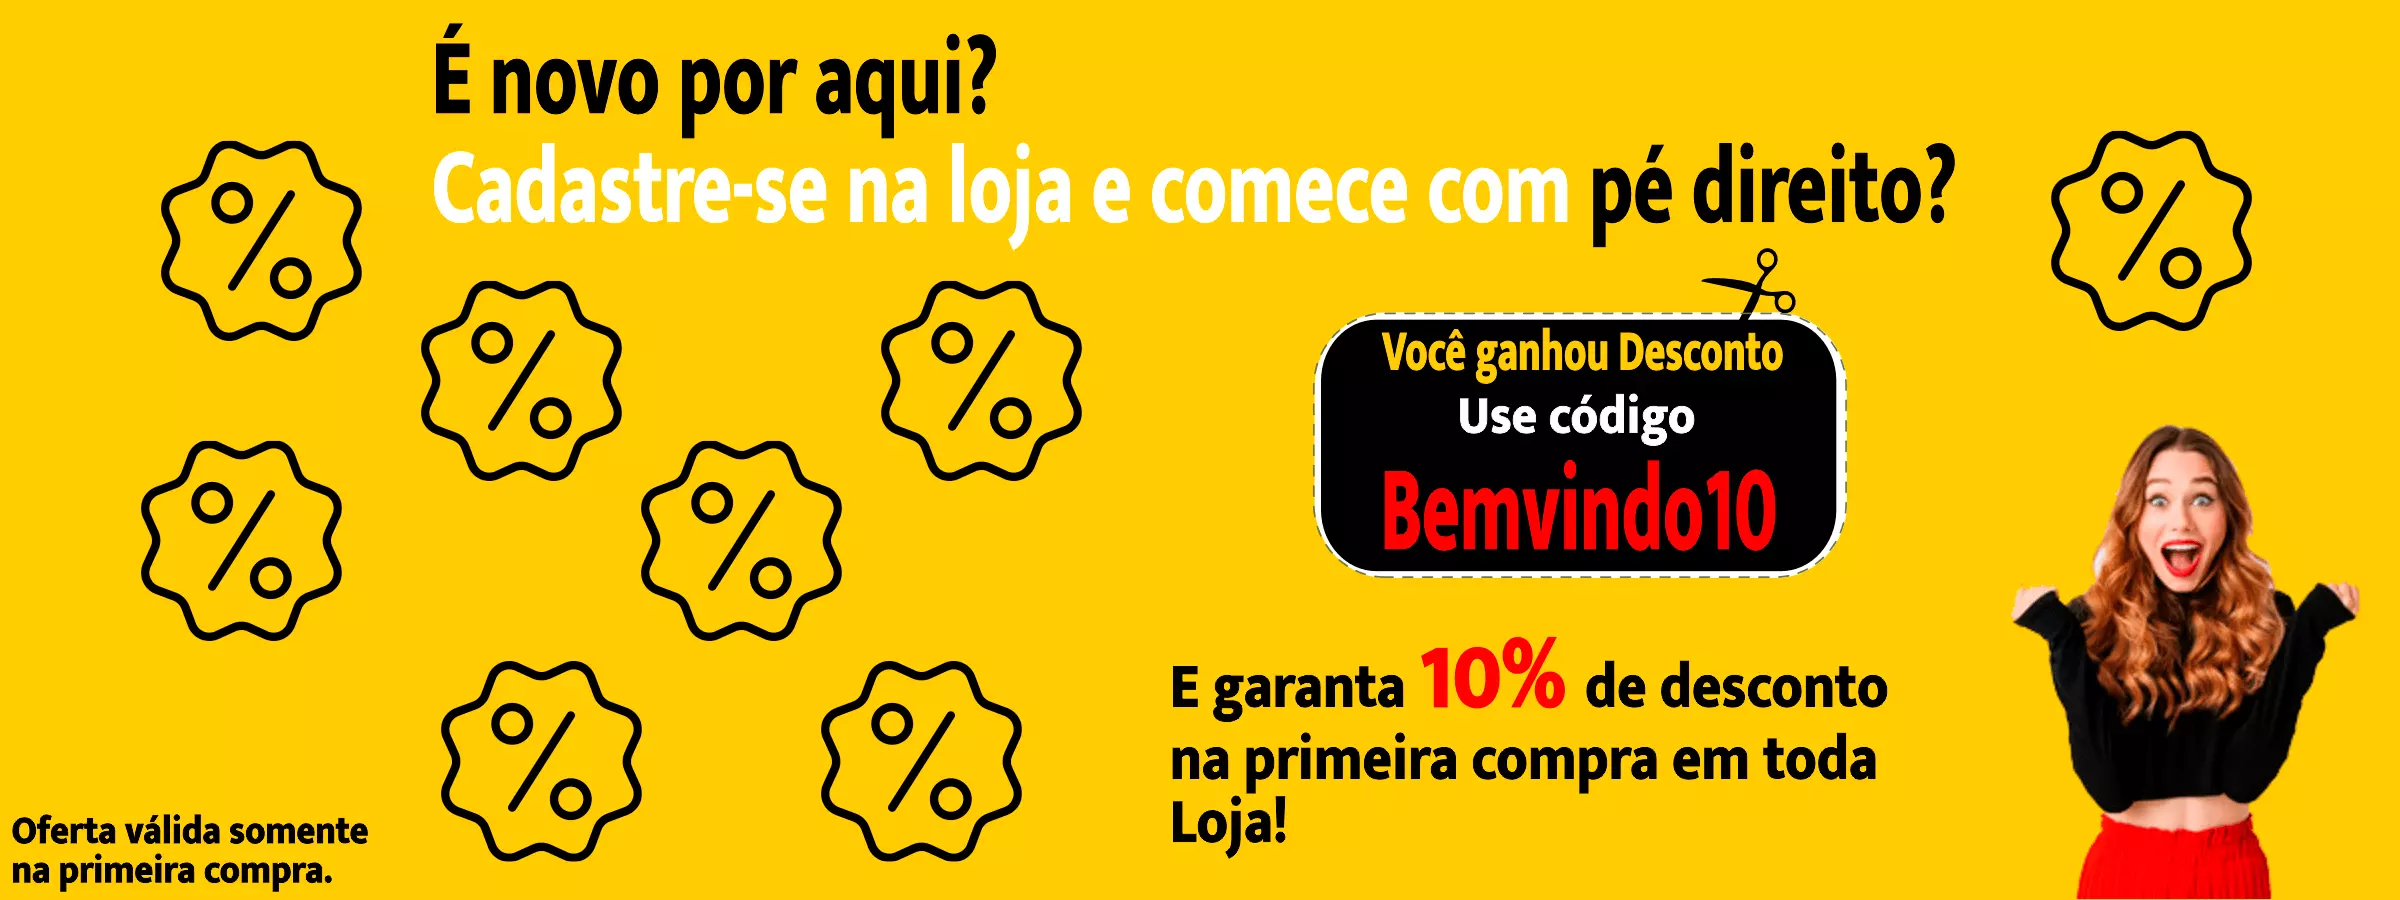 É novo por aqui?
Cadastre-se na loja e comece com pé direito?
Você ganhou Desconto
Use código
Bemvindo10
E garanta 10% de desconto
na primeira compra em toda
Loja!
Oferta válida somente
na primeira compra.